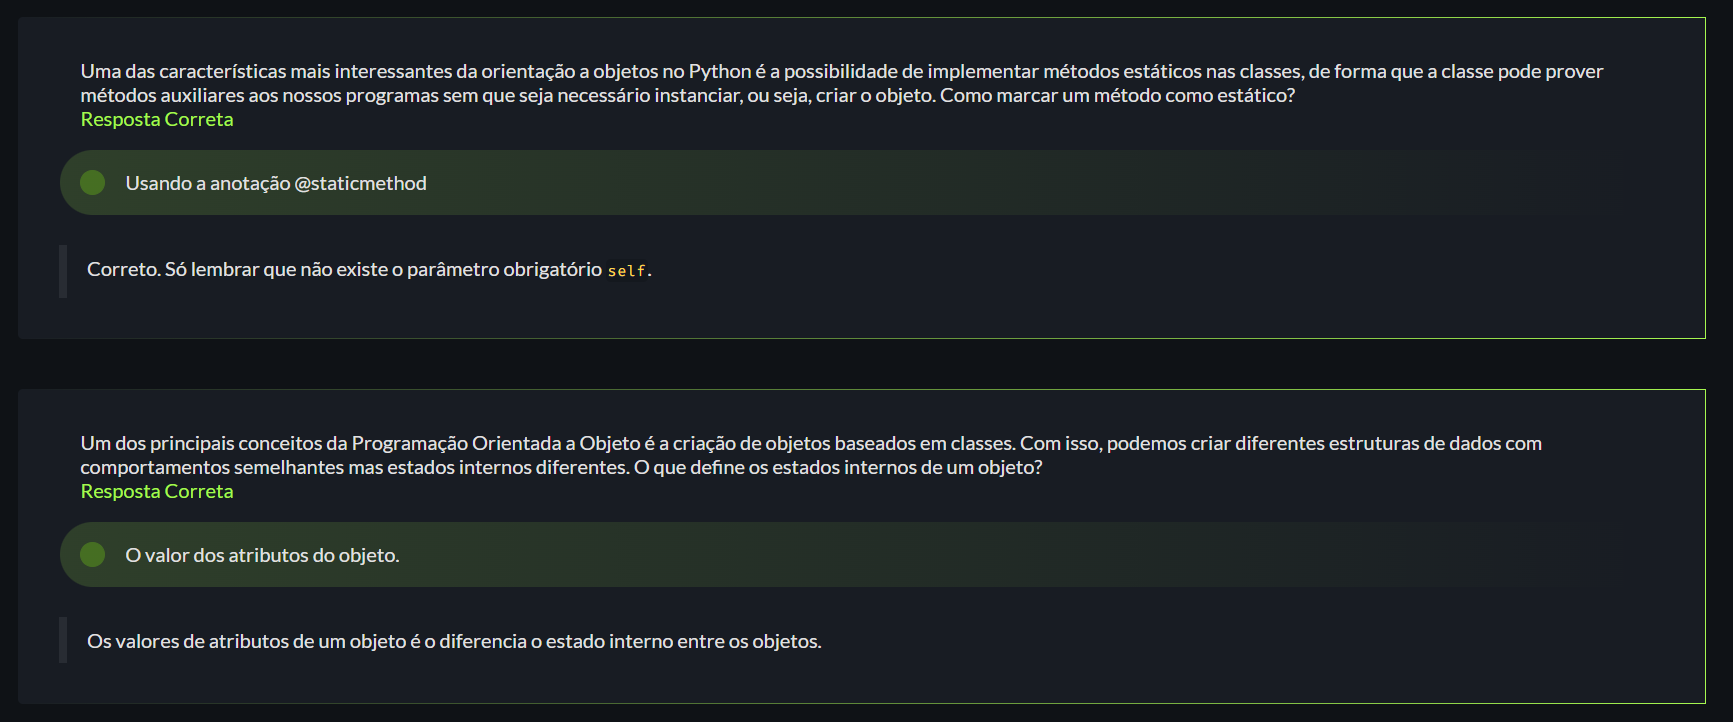 Uma das características mais interessantes da orientação a objetos no Python é a possibilidade de implementar métodos estáticos nas classes, de forma que a classe pode prover
métodos auxiliares aos nossos programas sem que seja necessário instanciar, ou seja, criar o objeto. Como marcar um método como estático?
Resposta Correta
Usando a anotação @staticmethod
Correto. Só lembrar que não existe o parâmetro obrigatório self.
Um dos principais conceitos da Programação Orientada a Objeto é a criação de objetos baseados em classes. Com isso, podemos criar diferentes estruturas de dados com
comportamentos semelhantes mas estados internos diferentes. O que define os estados internos de um objeto?
Resposta Correta
O valor dos atributos do objeto.
Os valores de atributos de um objeto é o diferencia o estado interno entre os objetos.